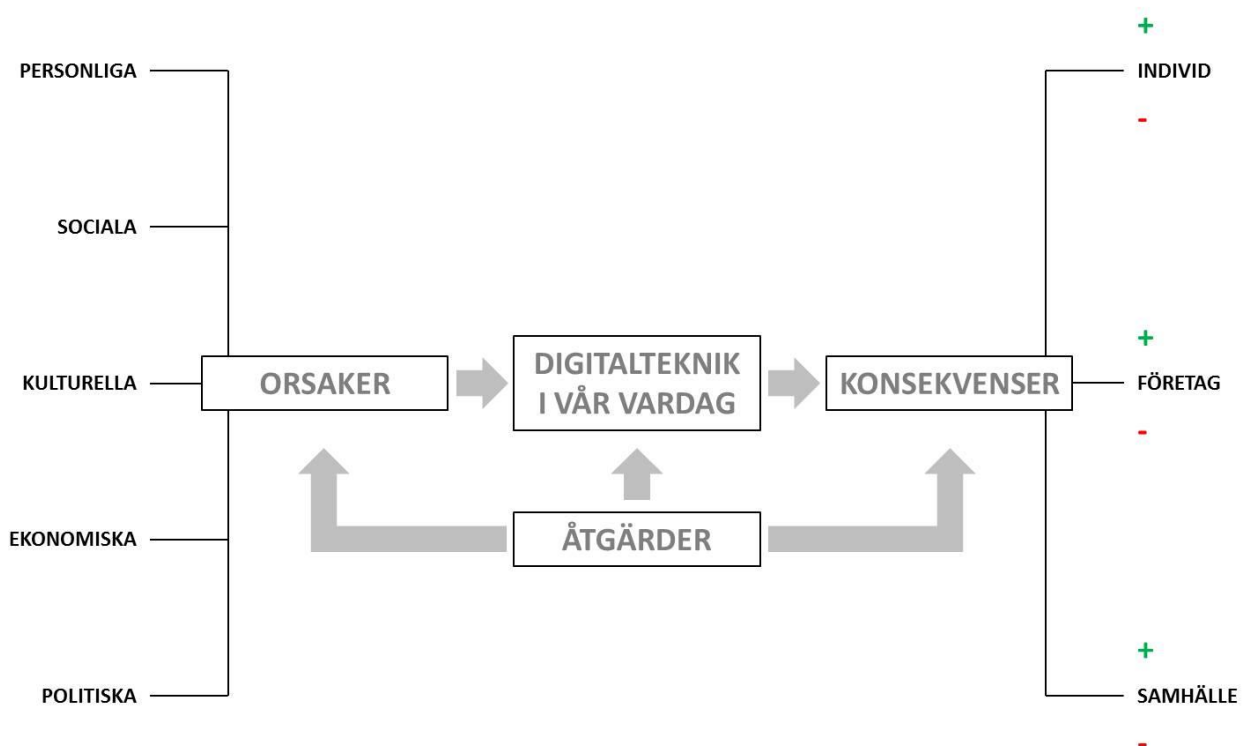 PERSONLIGA
SOCIALA
KULTURELLA
EKONOMISKA
POLITISKA
ORSAKER
DIGITALTEKNIK
I VÅR VARDAG
KONSEKVENSER
ÅTGÄRDER
+
INDIVID
-
+
FÖRETAG
-
+
SAMHÄLLE
-